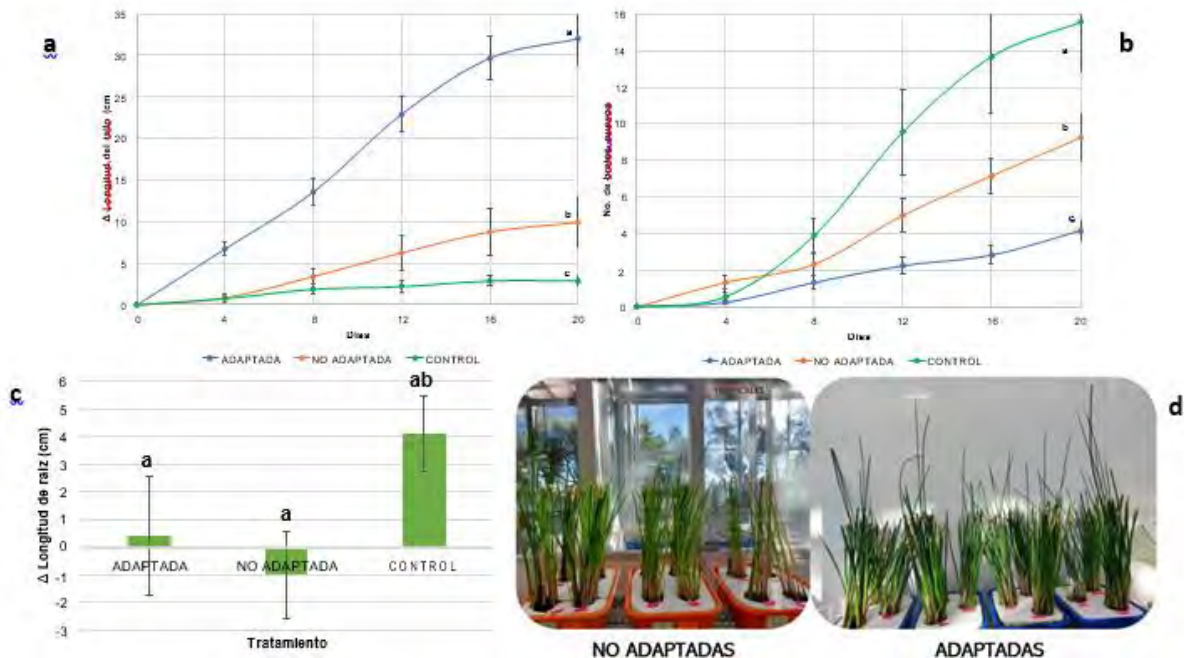 a
Δ Longitud del tallo (cm
35
30
25
20
15
10
5
0
0 4 8 12 16 20
Días
a
b
c
ADAPTADA NO ADAPTADA CONTROL
b
No. de brotes nuevos
16
14
12
10
8
6
4
2
0
0 4 8 12 16 20
Días
a
b
c
ADAPTADA NO ADAPTADA CONTROL
c
Δ Longitud de raíz (cm)
6
5
4
3
2
1
0
-1
-2
-3
a
a
ab
ADAPTADA NO ADAPTADA CONTROL
Tratamiento
d
NO ADAPTADAS
ADAPTADAS